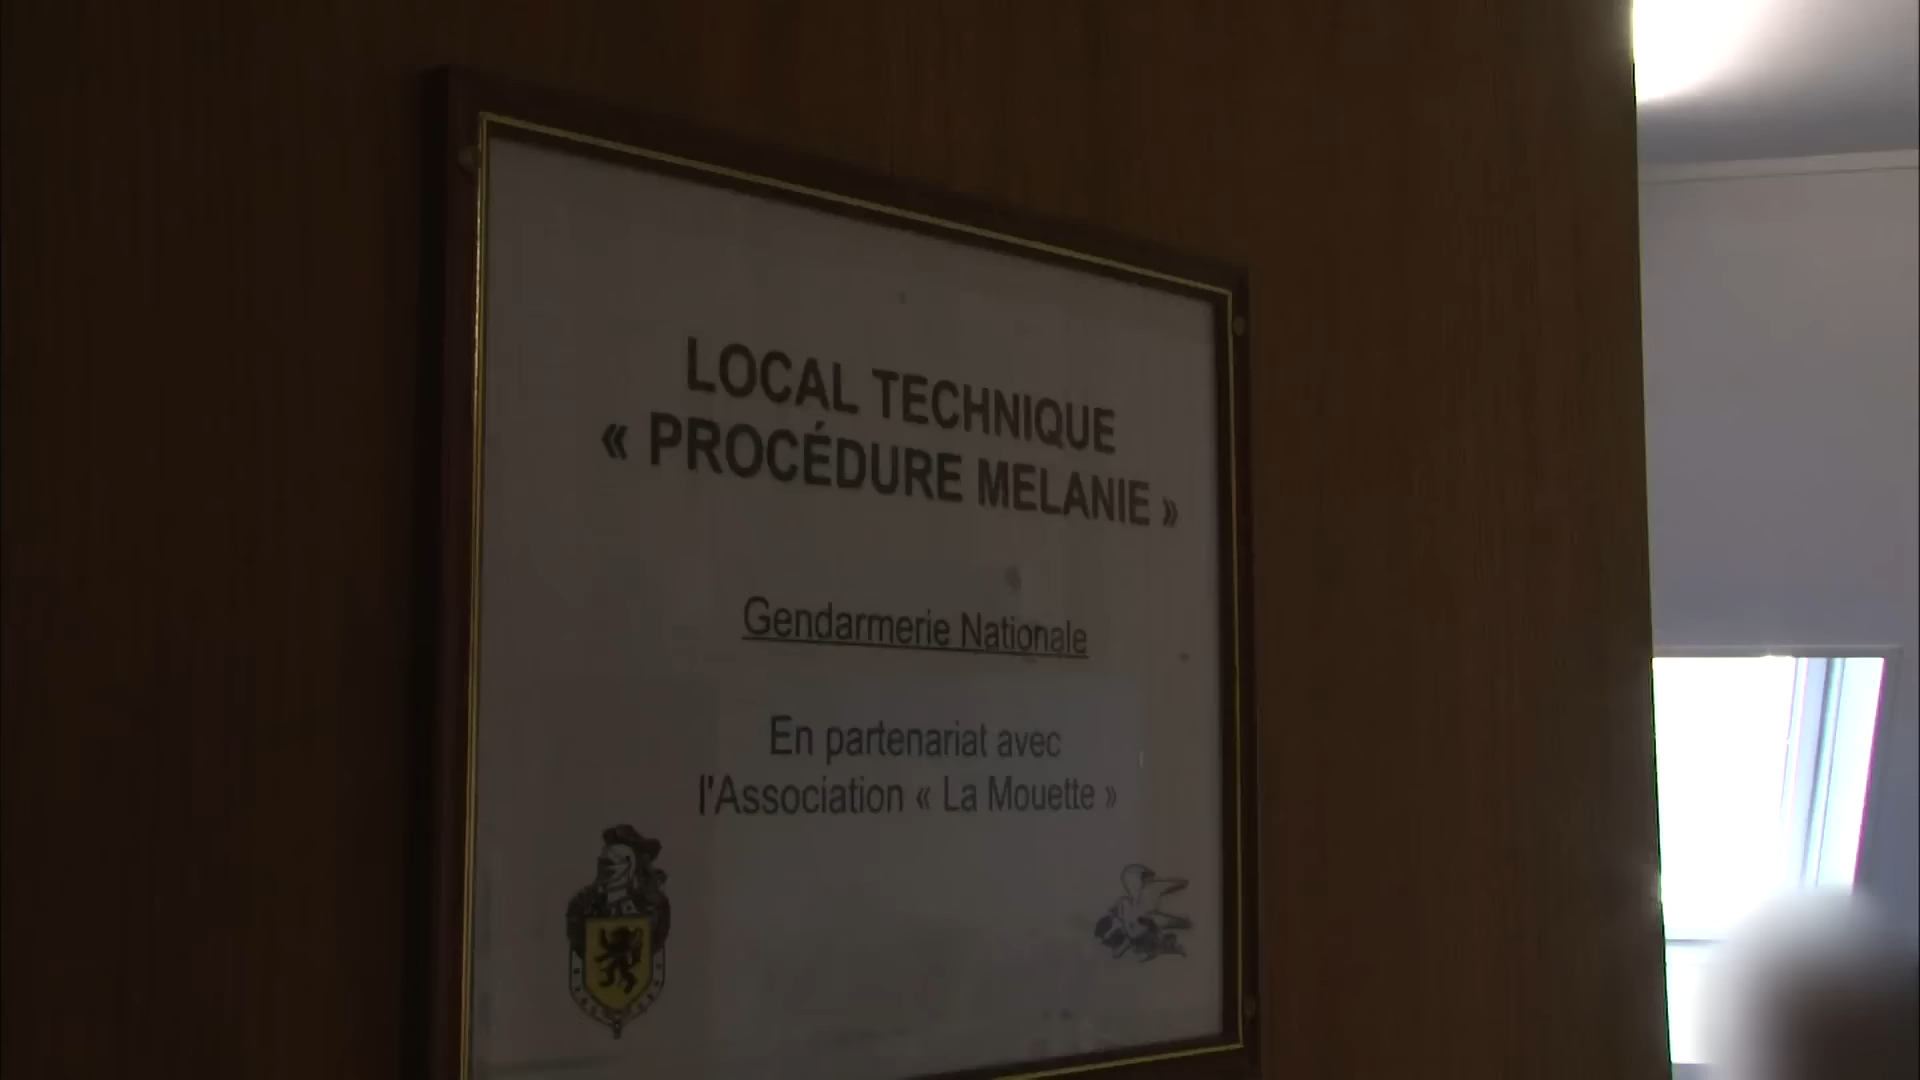 LOCAL TECHNIQUE
« PROCÉDURE MELANIE »
Gendarmerie Nationale
En partenariat avec
l'Association « La Mouette »